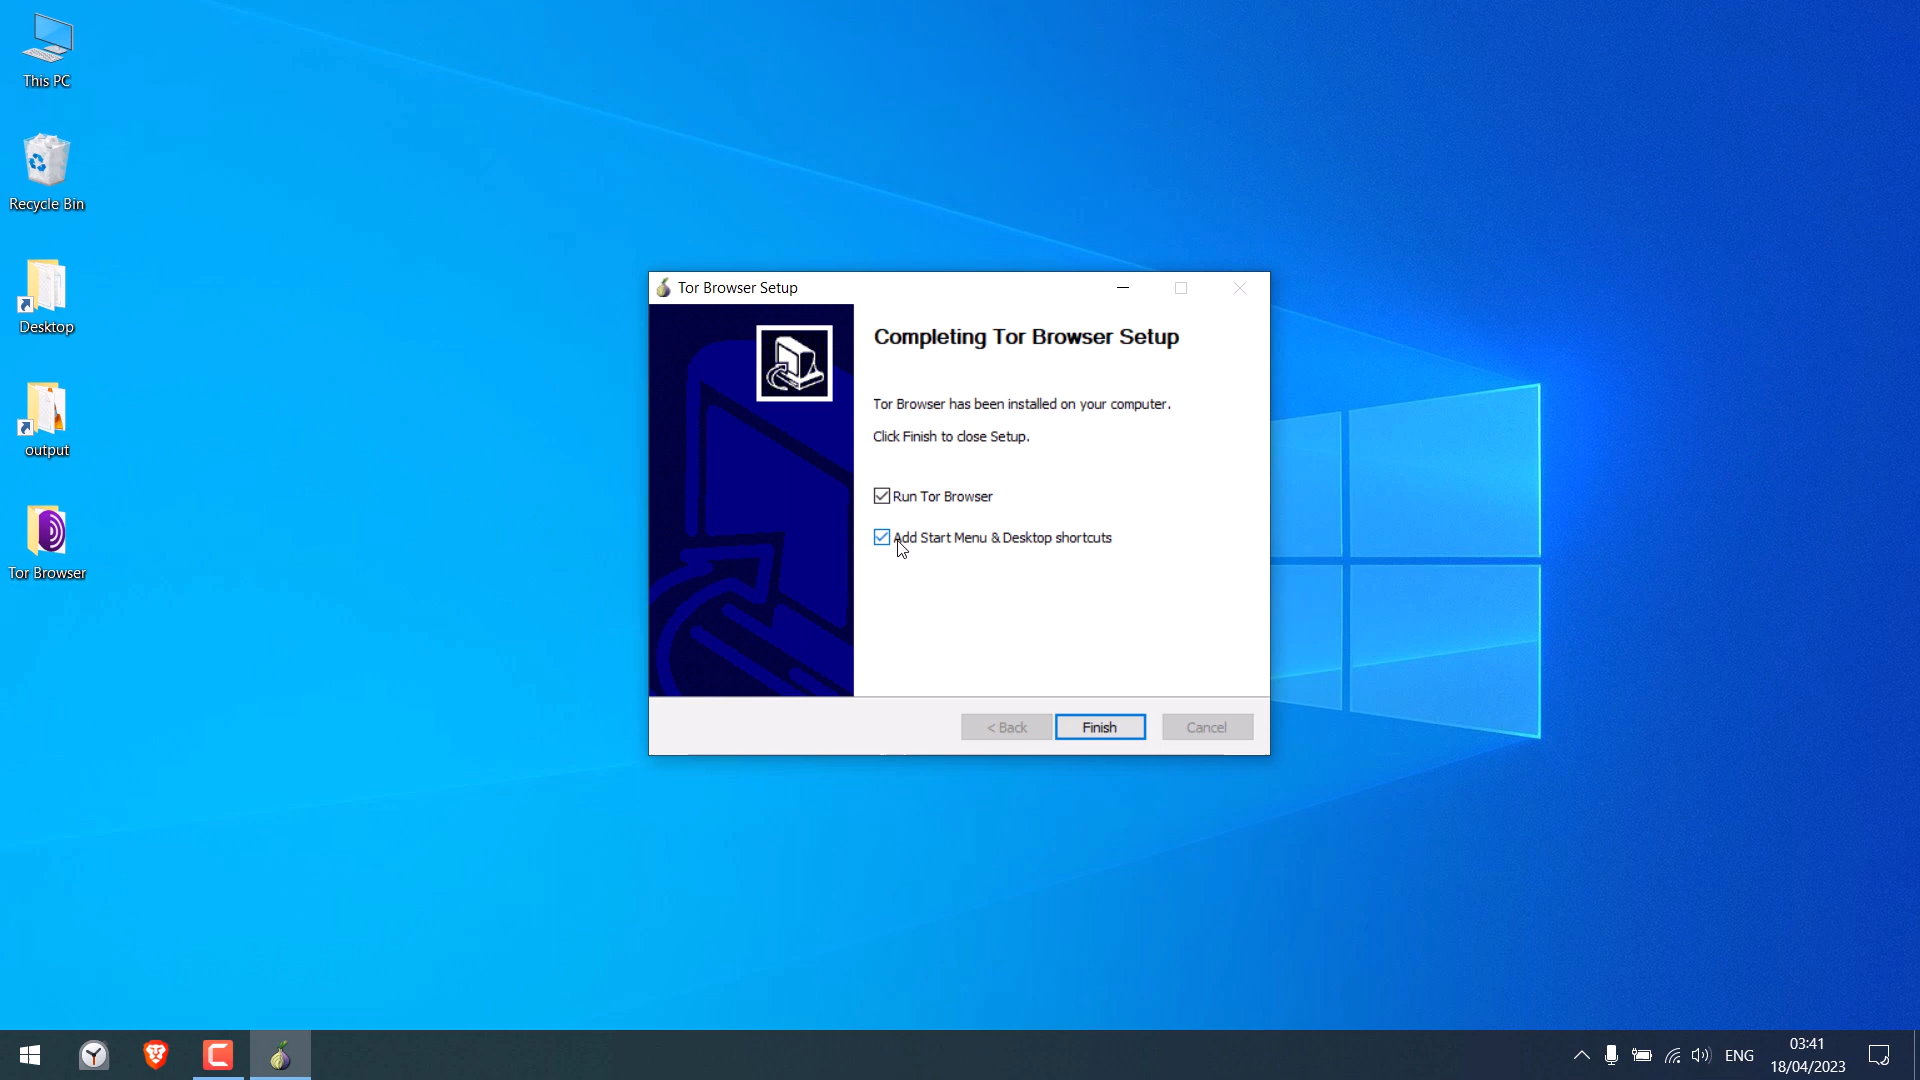 This PC
Recycle Bin
Desktop
output
Tor Browser
Tor Browser Setup
Completing Tor Browser Setup
Tor Browser has been installed on your computer.
Click Finish to close Setup.
Run Tor Browser
Add Start Menu & Desktop shortcuts
< Back
Finish
Cancel
ENG
03:41
18/04/2023